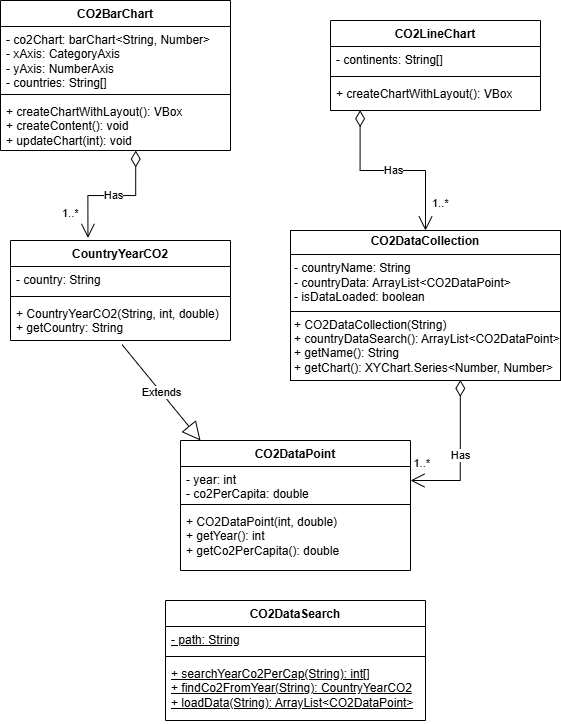 CO2BarChart
- co2Chart: barChart<String, Number>
- xAxis: CategoryAxis
- yAxis: NumberAxis
- countries: String[]
+ createChartWithLayout(): VBox
+ createContent(): void
+ updateChart(int): void
CO2LineChart
- continents: String[]
+ createChartWithLayout(): VBox
Has
1..*
Has
1..*
CountryYearCO2
- country: String
+ CountryYearCO2(String, int, double)
+ getCountry: String
CO2DataCollection
- countryName: String
- countryData: ArrayList<CO2DataPoint>
- isDataLoaded: boolean
+ CO2DataCollection(String)
+ countryDataSearch(): ArrayList<CO2DataPoint>
+ getName(): String
+ getChart(): XYChart.Series<Number, Number>
Extends
Has
1..*
CO2DataPoint
- year: int
- co2PerCapita: double
+ CO2DataPoint(int, double)
+ getYear(): int
+ getCo2PerCapita(): double
CO2DataSearch
- path: String
+ searchYearCo2PerCap(String): int[]
+ findCo2FromYear(String): CountryYearCO2
+ loadData(String): ArrayList<CO2DataPoint>